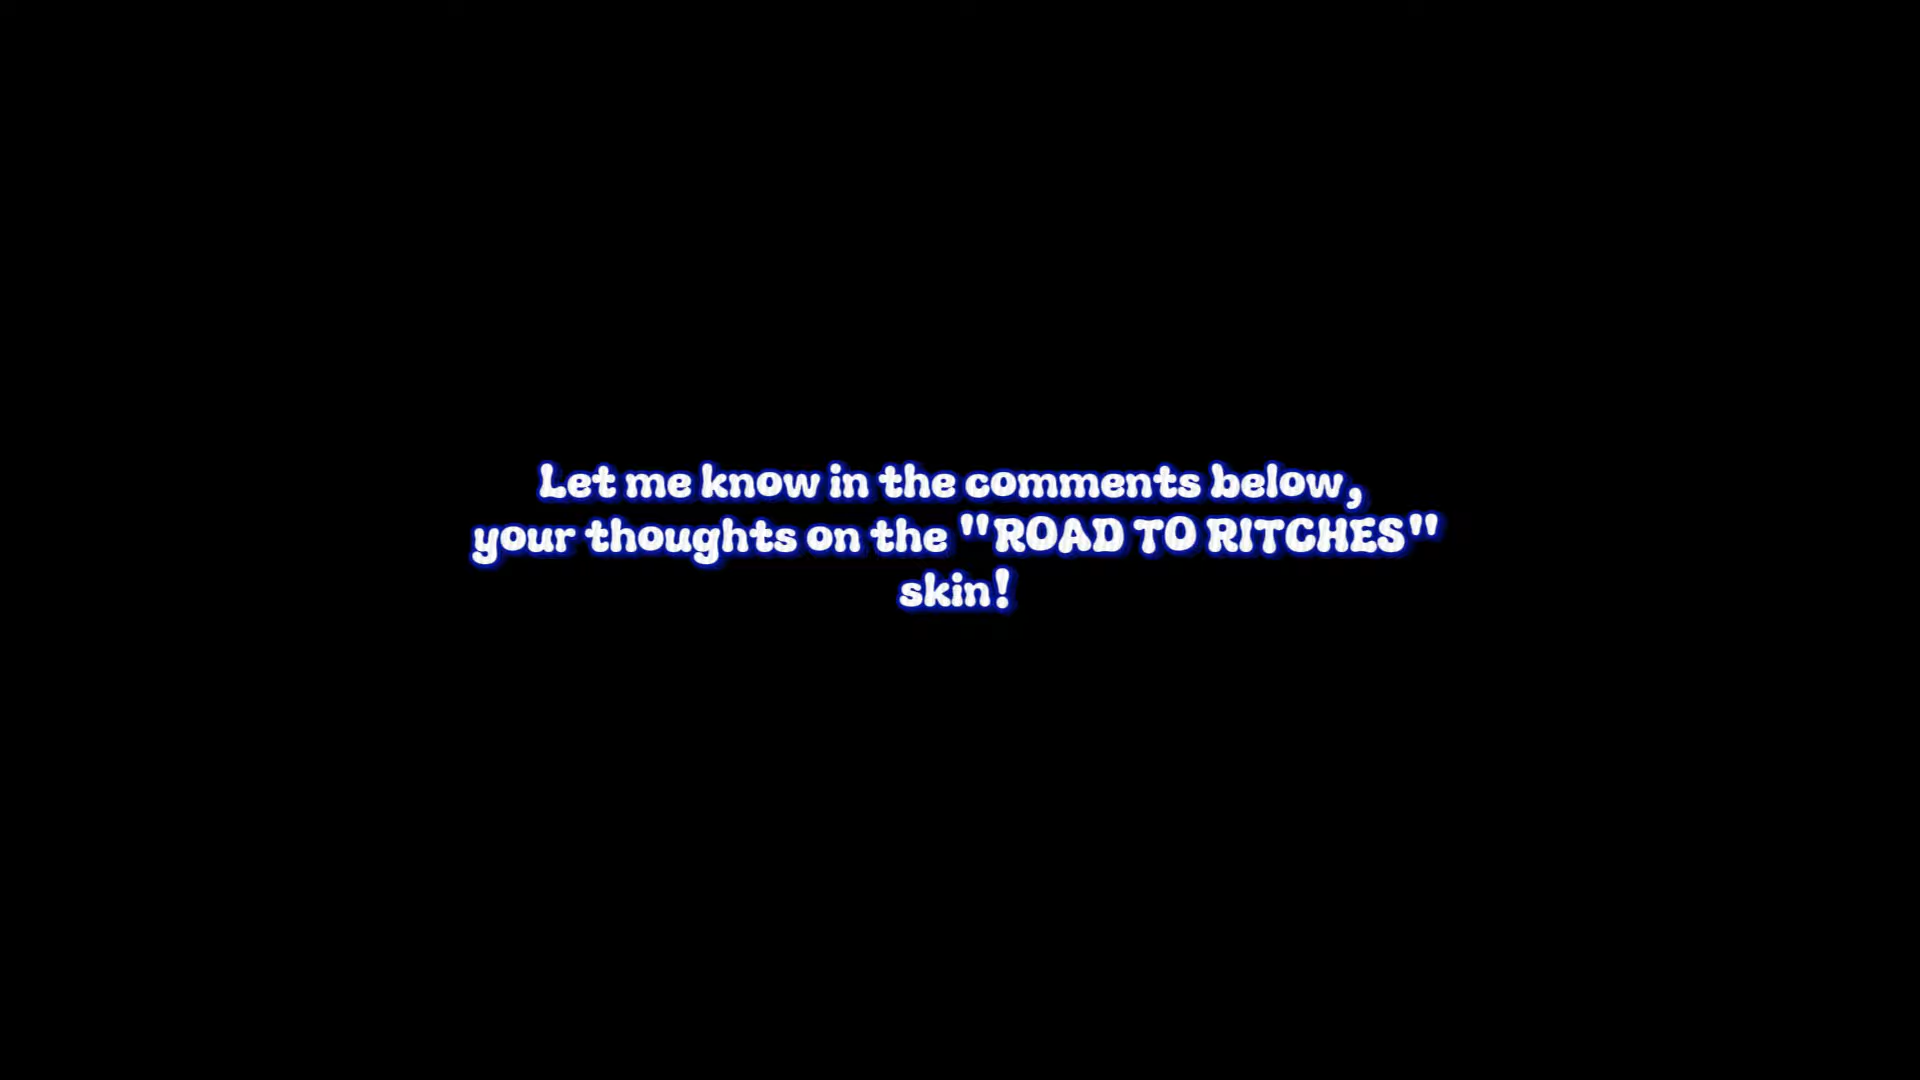 Let me know in the comments below,
your thoughts on the "ROAD TO RITCHES"
skin!